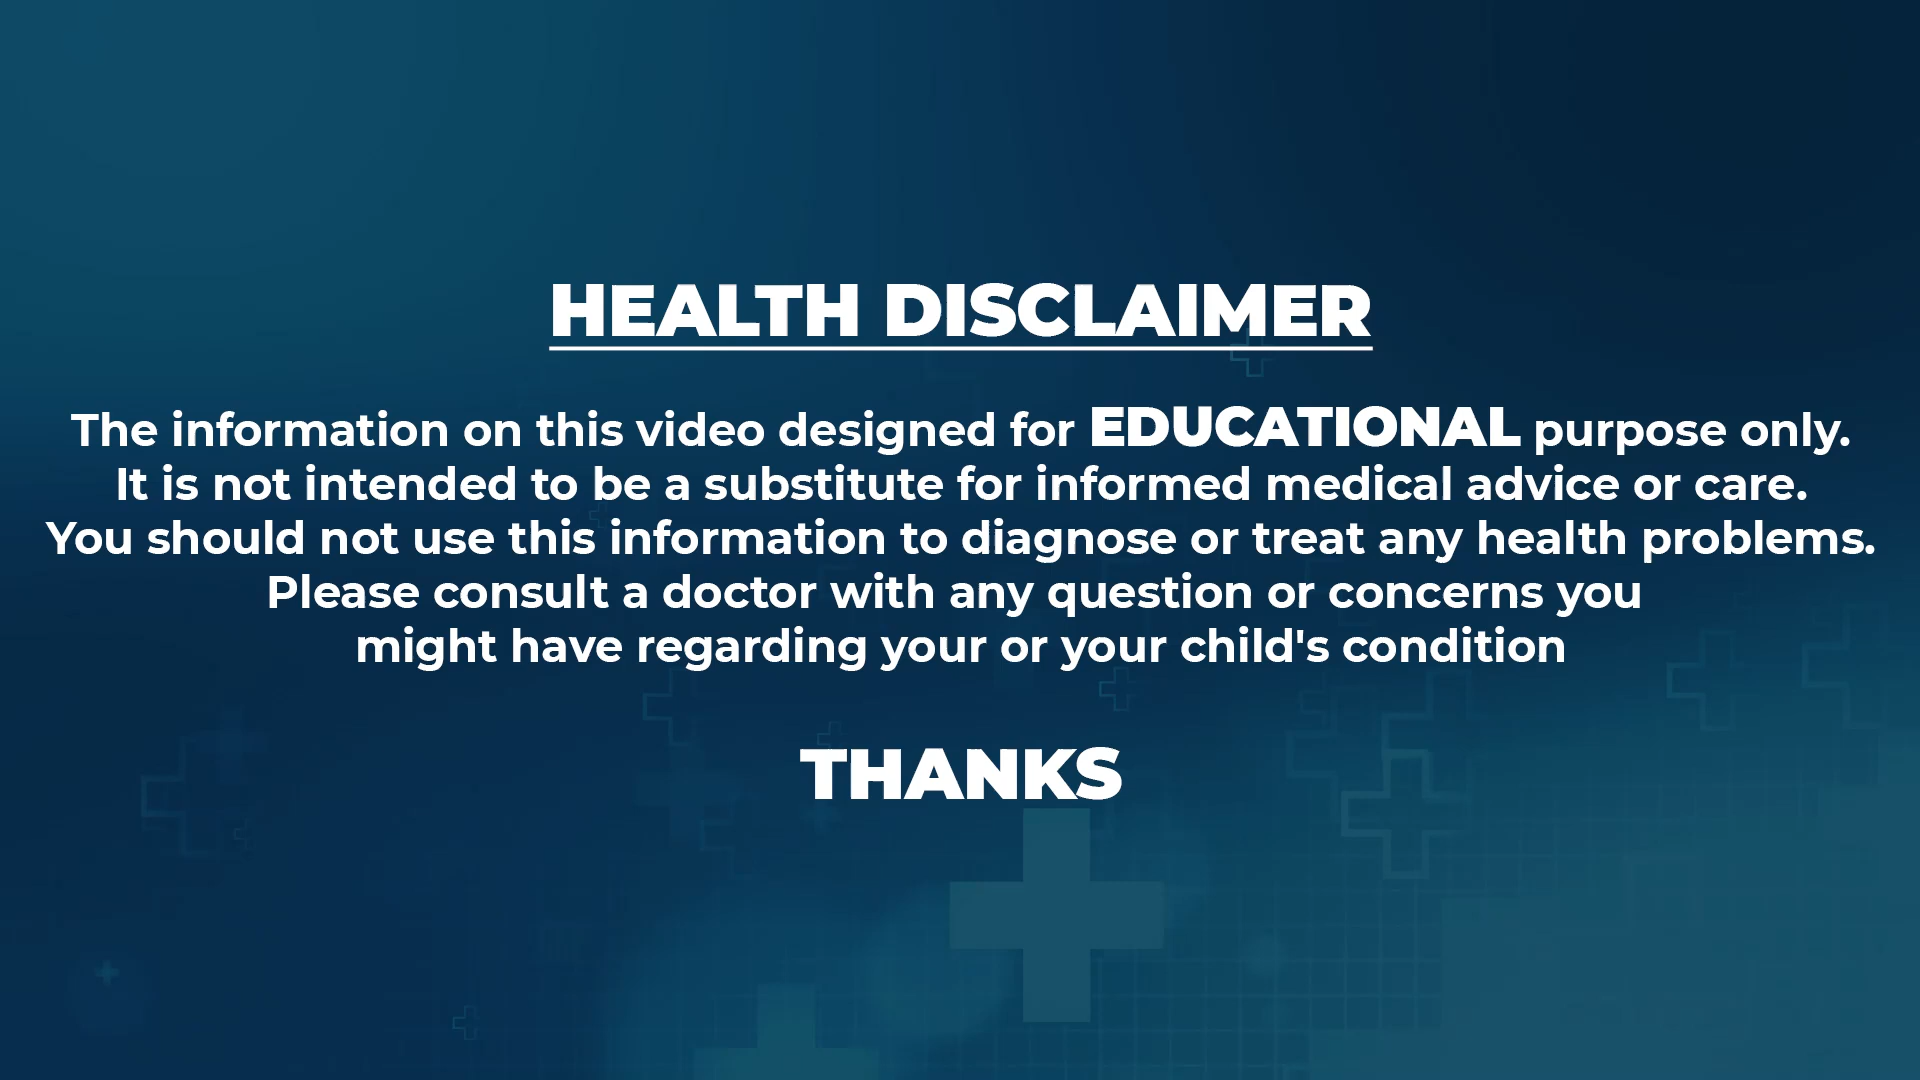 HEALTH DISCLAIMER
The information on this video designed for EDUCATIONAL purpose only.
It is not intended to be a substitute for informed medical advice or care.
You should not use this information to diagnose or treat any health problems.
Please consult a doctor with any question or concerns you
might have regarding your or your child's condition
THANKS